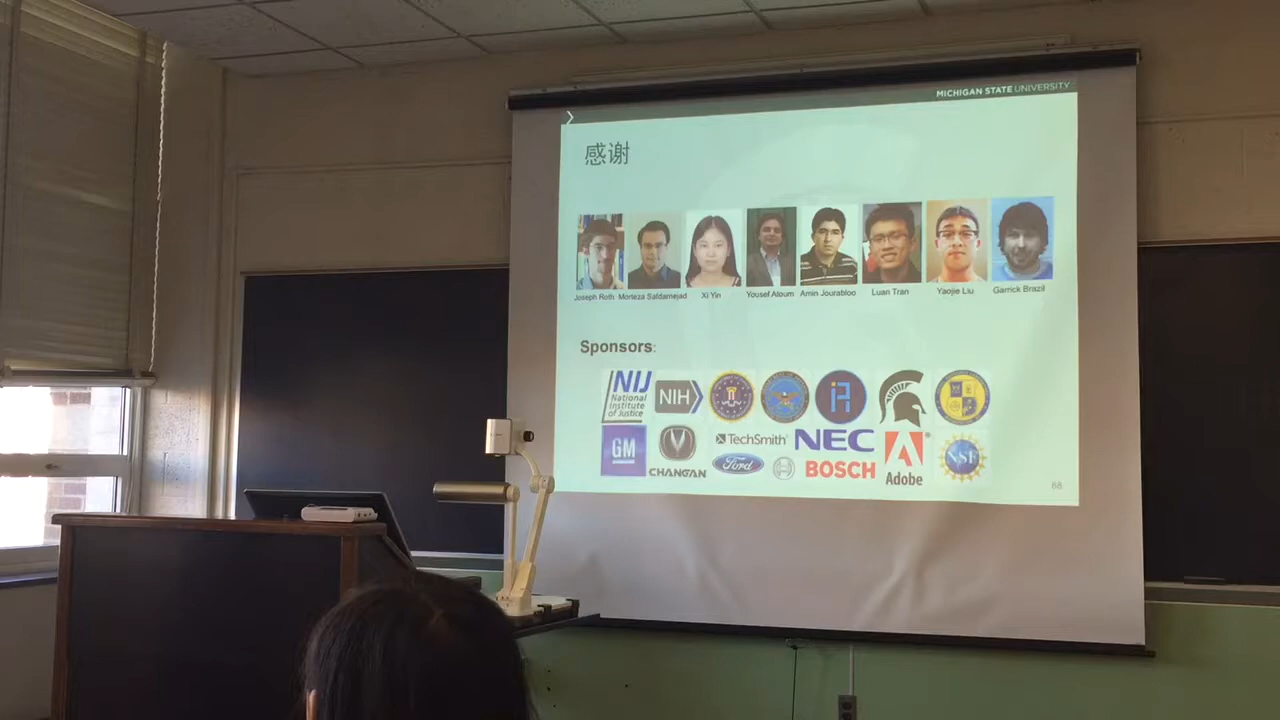 MICHIGAN STATE UNIVERSITY
感谢
Joseph Roth Morteza Safdarnejad Xi Yin Yousef Atoum Amin Jourabloo Luan Tran Yaojie Liu Garrick Brazil
Sponsors:
NIJ
National
Institute
of Justice
NIH
GM
CHANGAN
TechSmith
NEC
Ford
BOSCH
Adobe
NSF
88